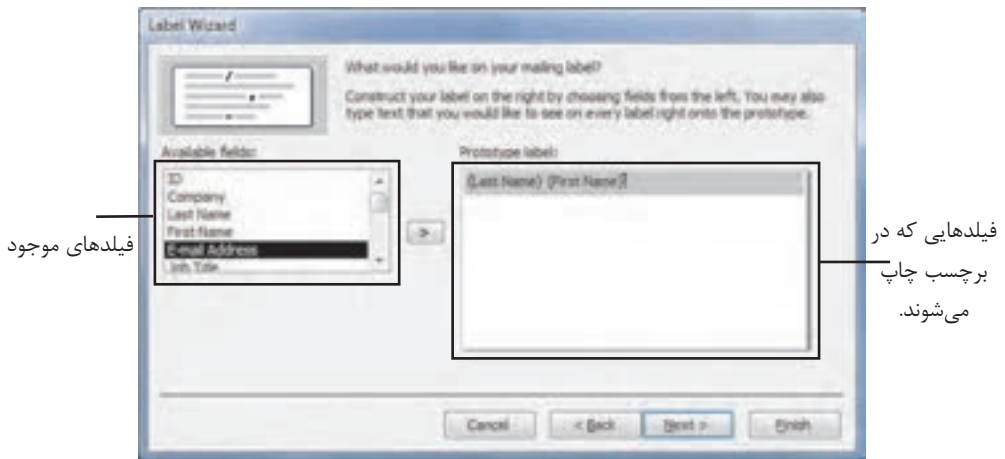 Label Wizard
What would you like on your mailing label?
Construct your label on the right by choosing fields from the left. You may also
type text that you would like to see on every label right onto the prototype.
Available fields:
Prototype label:
ID
Company
Last Name
First Name
E-mail Address
Job Title
{Last Name} {First Name}
>
فیلدهای موجود
فیلدهایی که در
برچسب چاپ
می‌شوند.
Cancel
< Back
Next >
Finish